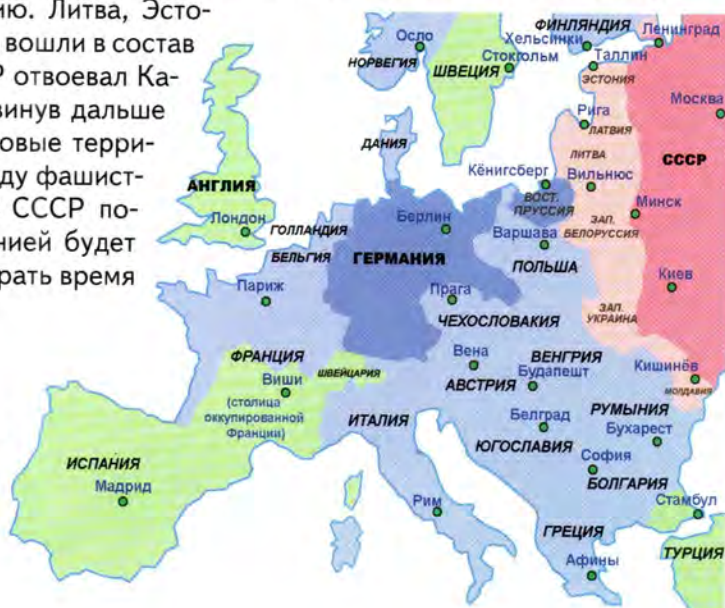 ию. Литва, Эсто-
вошли в состав
Р отвоевал Ка-
винув дальше
овые терри-
ду фашист-
СССР по-
нией будет
рать время
Осло
НОРВЕГИЯ
ШВЕЦИЯ
Стокгольм
ФИНЛЯНДИЯ
Хельсинки
Ленинград
Таллин
ЭСТОНИЯ
Москва
Рига
ЛАТВИЯ
ДАНИЯ
ЛИТВА
СССР
Кёнигсберг
Вильнюс
АНГЛИЯ
ВОСТ.
ПРУССИЯ
Минск
Лондон
ГОЛЛАНДИЯ
Берлин
Варшава
ЗАП.
БЕЛОРУССИЯ
БЕЛЬГИЯ
ГЕРМАНИЯ
ПОЛЬША
Париж
Прага
Киев
ЧЕХОСЛОВАКИЯ
ЗАП.
УКРАИНА
ФРАНЦИЯ
ШВЕЙЦАРИЯ
Вена
ВЕНГРИЯ
Кишинёв
Виши
(столица
оккупированной
Франции)
АВСТРИЯ
Будапешт
МОЛДАВИЯ
ИТАЛИЯ
Белград
РУМЫНИЯ
Бухарест
ЮГОСЛАВИЯ
ИСПАНИЯ
Мадрид
София
БОЛГАРИЯ
Рим
Стамбул
ГРЕЦИЯ
ТУРЦИЯ
Афины